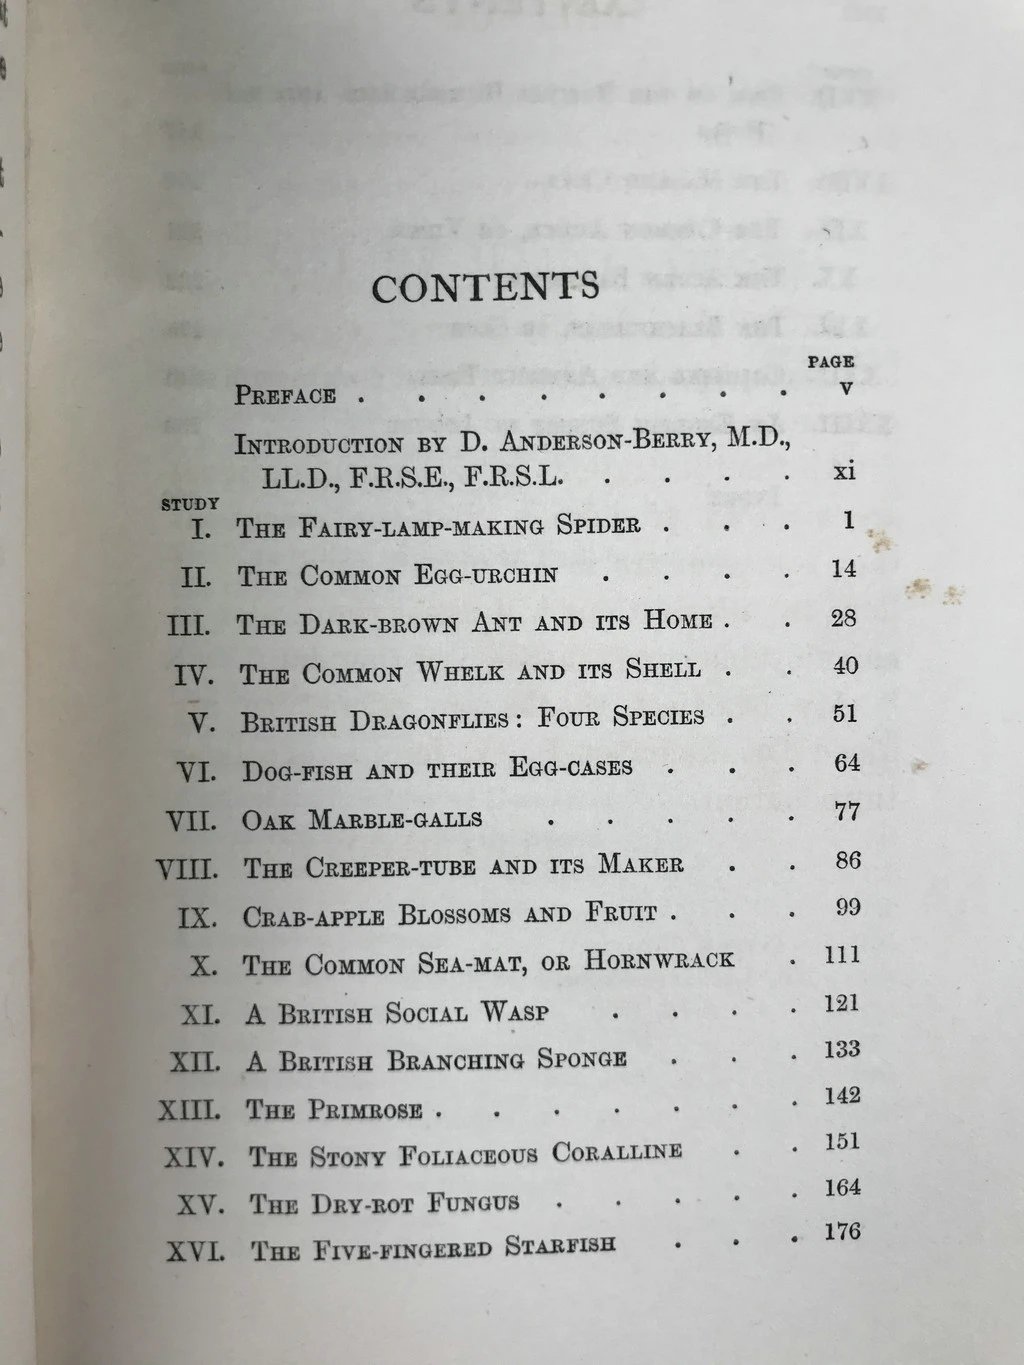 CONTENTS
PAGE
PREFACE . . . . . . . . v
INTRODUCTION BY D. ANDERSON-BERRY, M.D.,
LL.D., F.R.S.E., F.R.S.L. . . . . xi
STUDY
I. THE FAIRY-LAMP-MAKING SPIDER . . . 1
II. THE COMMON EGG-URCHIN . . . . 14
III. THE DARK-BROWN ANT AND ITS HOME . . 28
IV. THE COMMON WHELK AND ITS SHELL . . 40
V. BRITISH DRAGONFLIES: FOUR SPECIES . . 51
VI. DOG-FISH AND THEIR EGG-CASES . . . 64
VII. OAK MARBLE-GALLS . . . . . 77
VIII. THE CREEPER-TUBE AND ITS MAKER . . 86
IX. CRAB-APPLE BLOSSOMS AND FRUIT . . . 99
X. THE COMMON SEA-MAT, OR HORNWRACK . 111
XI. A BRITISH SOCIAL WASP . . . . 121
XII. A BRITISH BRANCHING SPONGE . . . 133
XIII. THE PRIMROSE . . . . . . . 142
XIV. THE STONY FOLIACEOUS CORALLINE . . 151
XV. THE DRY-ROT FUNGUS . . . . . 164
XVI. THE FIVE-FINGERED STARFISH . . . 176